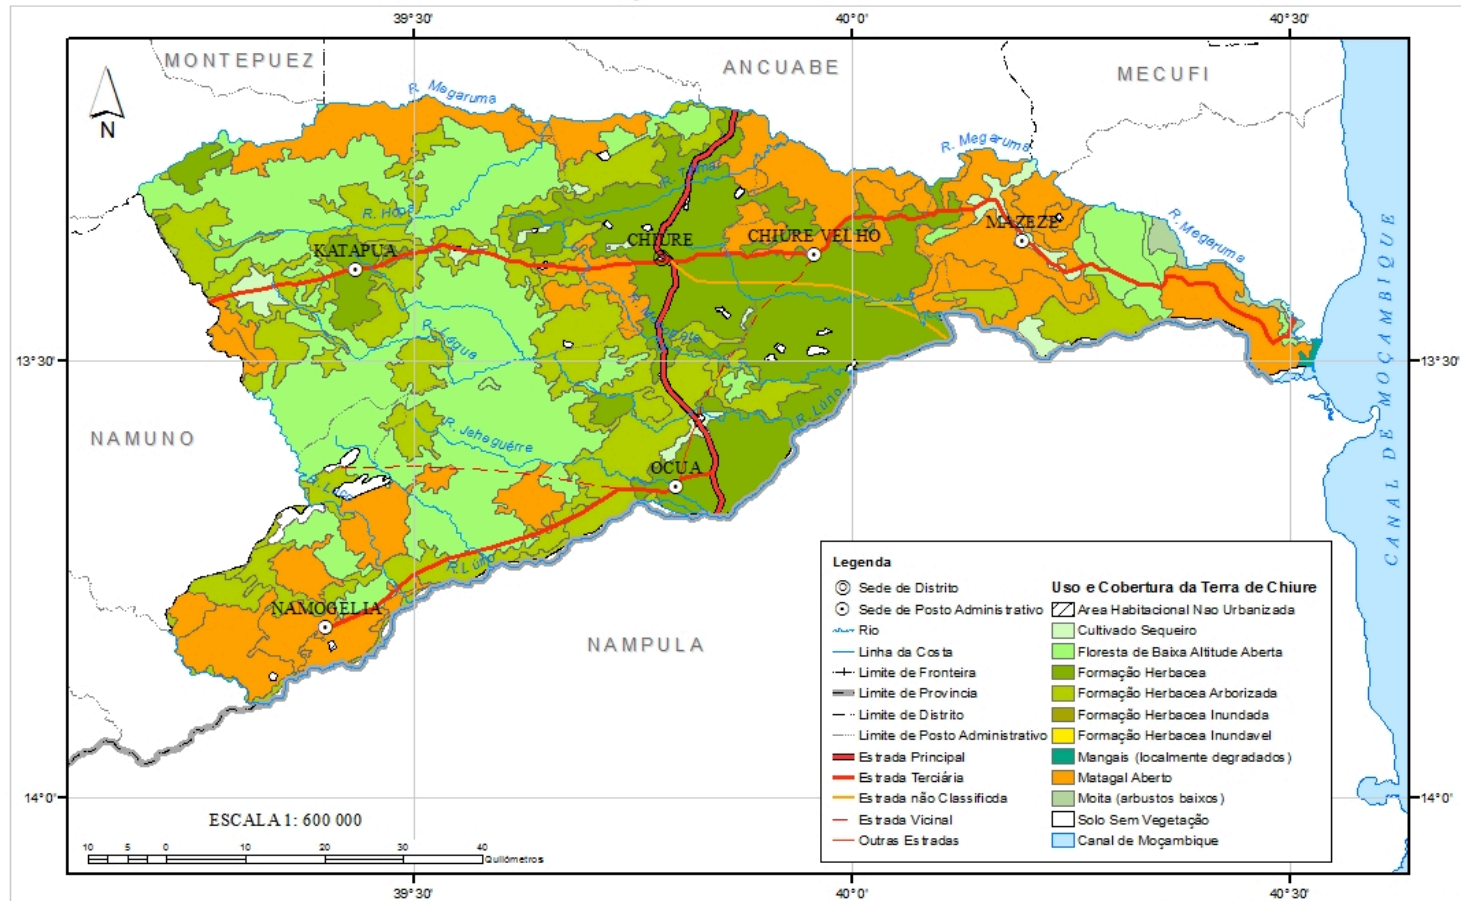 39°30'
40°0'
40°30'
MONTEPUEZ
ANCUABE
MECUFI
N
R. Megaruma
R. Megaruma
R. Megaruma
R. Hopa
KATAPUA
CHIURE
CHIURE VELHO
MAZEZE
R. Jeheguérre
R. Lúrio
OCUA
R. Lúrio
NAMOGELIA
NAMUNO
NAMPULA
CANAL DE MOÇAMBIQUE
13°30'
13°30'
14°0'
14°0'
ESCALA 1: 600 000
10 5 0 10 20 30 40
Quilómetros
39°30'
40°0'
40°30'
Legenda
Sede de Distrito
Sede de Posto Administrativo
Rio
Linha da Costa
Limite de Fronteira
Limite de Provincia
Limite de Distrito
Limite de Posto Administrativo
Estrada Principal
Estrada Terciária
Estrada não Classificda
Estrada Vicinal
Outras Estradas
Uso e Cobertura da Terra de Chiure
Area Habitacional Nao Urbanizada
Cultivado Sequeiro
Floresta de Baixa Altitude Aberta
Formação Herbacea
Formação Herbacea Arborizada
Formação Herbacea Inundada
Formação Herbacea Inundavel
Mangais (localmente degradados)
Matagal Aberto
Moita (arbustos baixos)
Solo Sem Vegetação
Canal de Moçambique